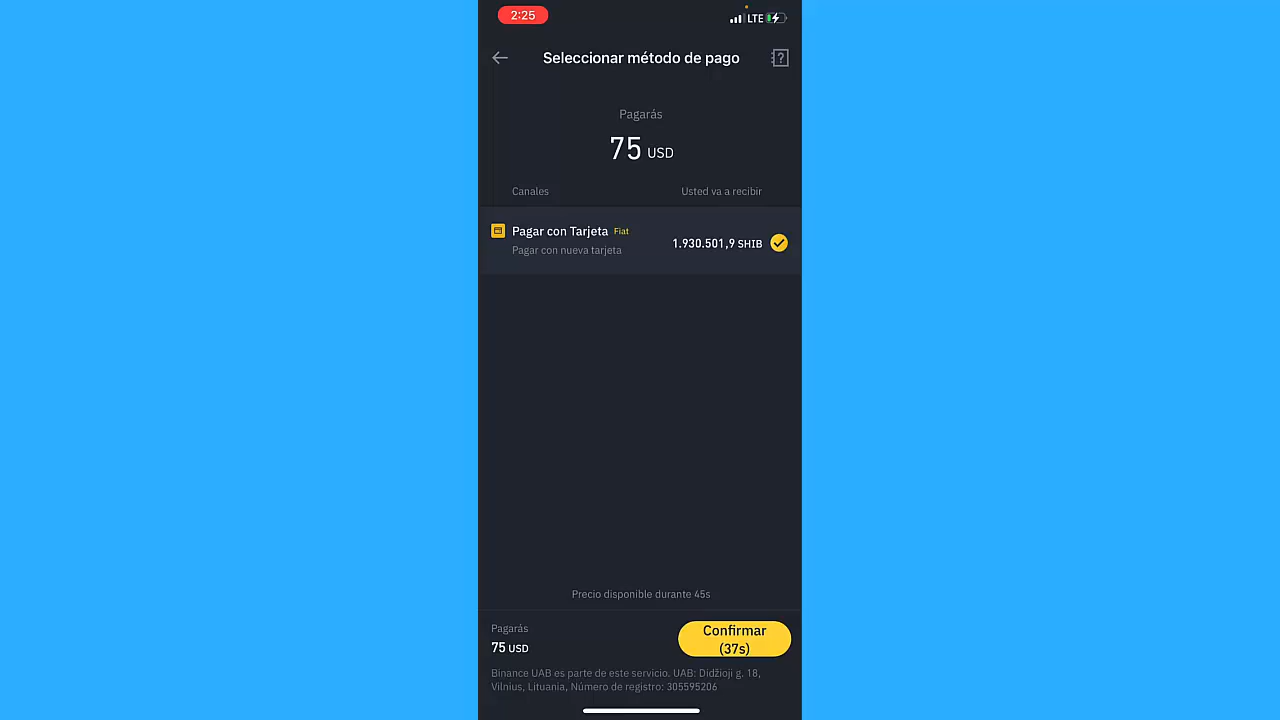 2:25
LTE
Seleccionar método de pago
Pagarás
75 USD
Canales
Usted va a recibir
Pagar con Tarjeta Fiat
Pagar con nueva tarjeta
1.930.501,9 SHIB
Precio disponible durante 45s
Pagarás
75 USD
Confirmar
(37s)
Binance UAB es parte de este servicio. UAB: Didžioji g. 18,
Vilnius, Lituania, Número de registro: 305595206